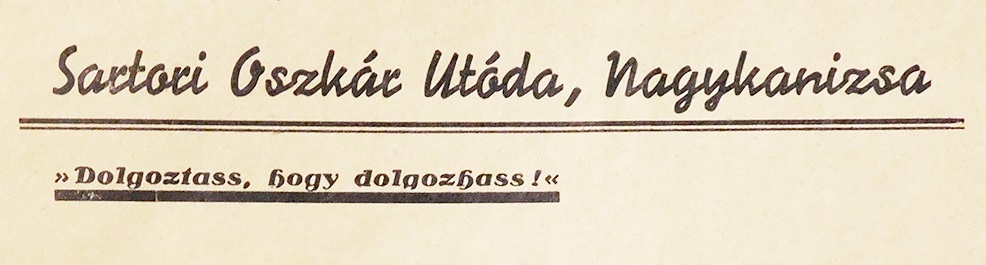 Sartori Oszkár Utóda, Nagykanizsa
»Dolgoztass, hogy dolgozhass!«